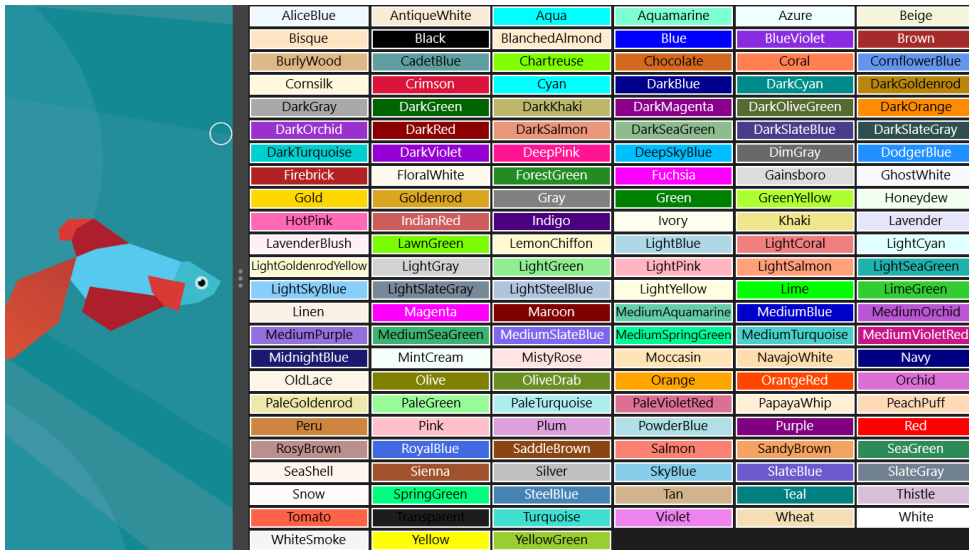 AliceBlue AntiqueWhite Aqua Aquamarine Azure Beige
Bisque Black BlanchedAlmond Blue BlueViolet Brown
BurlyWood CadetBlue Chartreuse Chocolate Coral CornflowerBlue
Cornsilk Crimson Cyan DarkBlue DarkCyan DarkGoldenrod
DarkGray DarkGreen DarkKhaki DarkMagenta DarkOliveGreen DarkOrange
DarkOrchid DarkRed DarkSalmon DarkSeaGreen DarkSlateBlue DarkSlateGray
DarkTurquoise DarkViolet DeepPink DeepSkyBlue DimGray DodgerBlue
Firebrick FloralWhite ForestGreen Fuchsia Gainsboro GhostWhite
Gold Goldenrod Gray Green GreenYellow Honeydew
HotPink IndianRed Indigo Ivory Khaki Lavender
LavenderBlush LawnGreen LemonChiffon LightBlue LightCoral LightCyan
LightGoldenrodYellow LightGray LightGreen LightPink LightSalmon LightSeaGreen
LightSkyBlue LightSlateGray LightSteelBlue LightYellow Lime LimeGreen
Linen Magenta Maroon MediumAquamarine MediumBlue MediumOrchid
MediumPurple MediumSeaGreen MediumSlateBlue MediumSpringGreen MediumTurquoise MediumVioletRed
MidnightBlue MintCream MistyRose Moccasin NavajoWhite Navy
OldLace Olive OliveDrab Orange OrangeRed Orchid
PaleGoldenrod PaleGreen PaleTurquoise PaleVioletRed PapayaWhip PeachPuff
Peru Pink Plum PowderBlue Purple Red
RosyBrown RoyalBlue SaddleBrown Salmon SandyBrown SeaGreen
SeaShell Sienna Silver SkyBlue SlateBlue SlateGray
Snow SpringGreen SteelBlue Tan Teal Thistle
Tomato Transparent Turquoise Violet Wheat White
WhiteSmoke Yellow YellowGreen